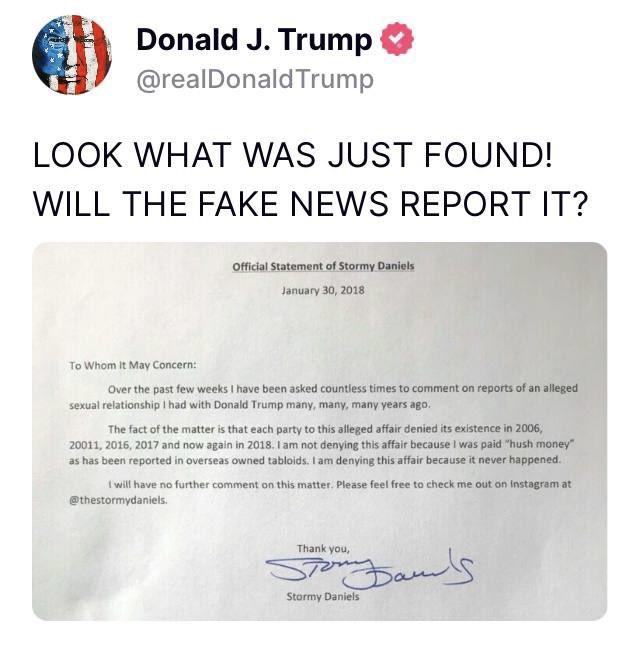 Donald J. Trump
@realDonaldTrump
LOOK WHAT WAS JUST FOUND!
WILL THE FAKE NEWS REPORT IT?
Official Statement of Stormy Daniels
January 30, 2018
To Whom It May Concern:
Over the past few weeks I have been asked countless times to comment on reports of an alleged
sexual relationship I had with Donald Trump many, many, many years ago.
The fact of the matter is that each party to this alleged affair denied its existence in 2006,
20011, 2016, 2017 and now again in 2018. I am not denying this affair because I was paid "hush money"
as has been reported in overseas owned tabloids. I am denying this affair because it never happened.
I will have no further comment on this matter. Please feel free to check me out on Instagram at
@thestormydaniels.
Thank you,
Stormy Daniels
Stormy Daniels